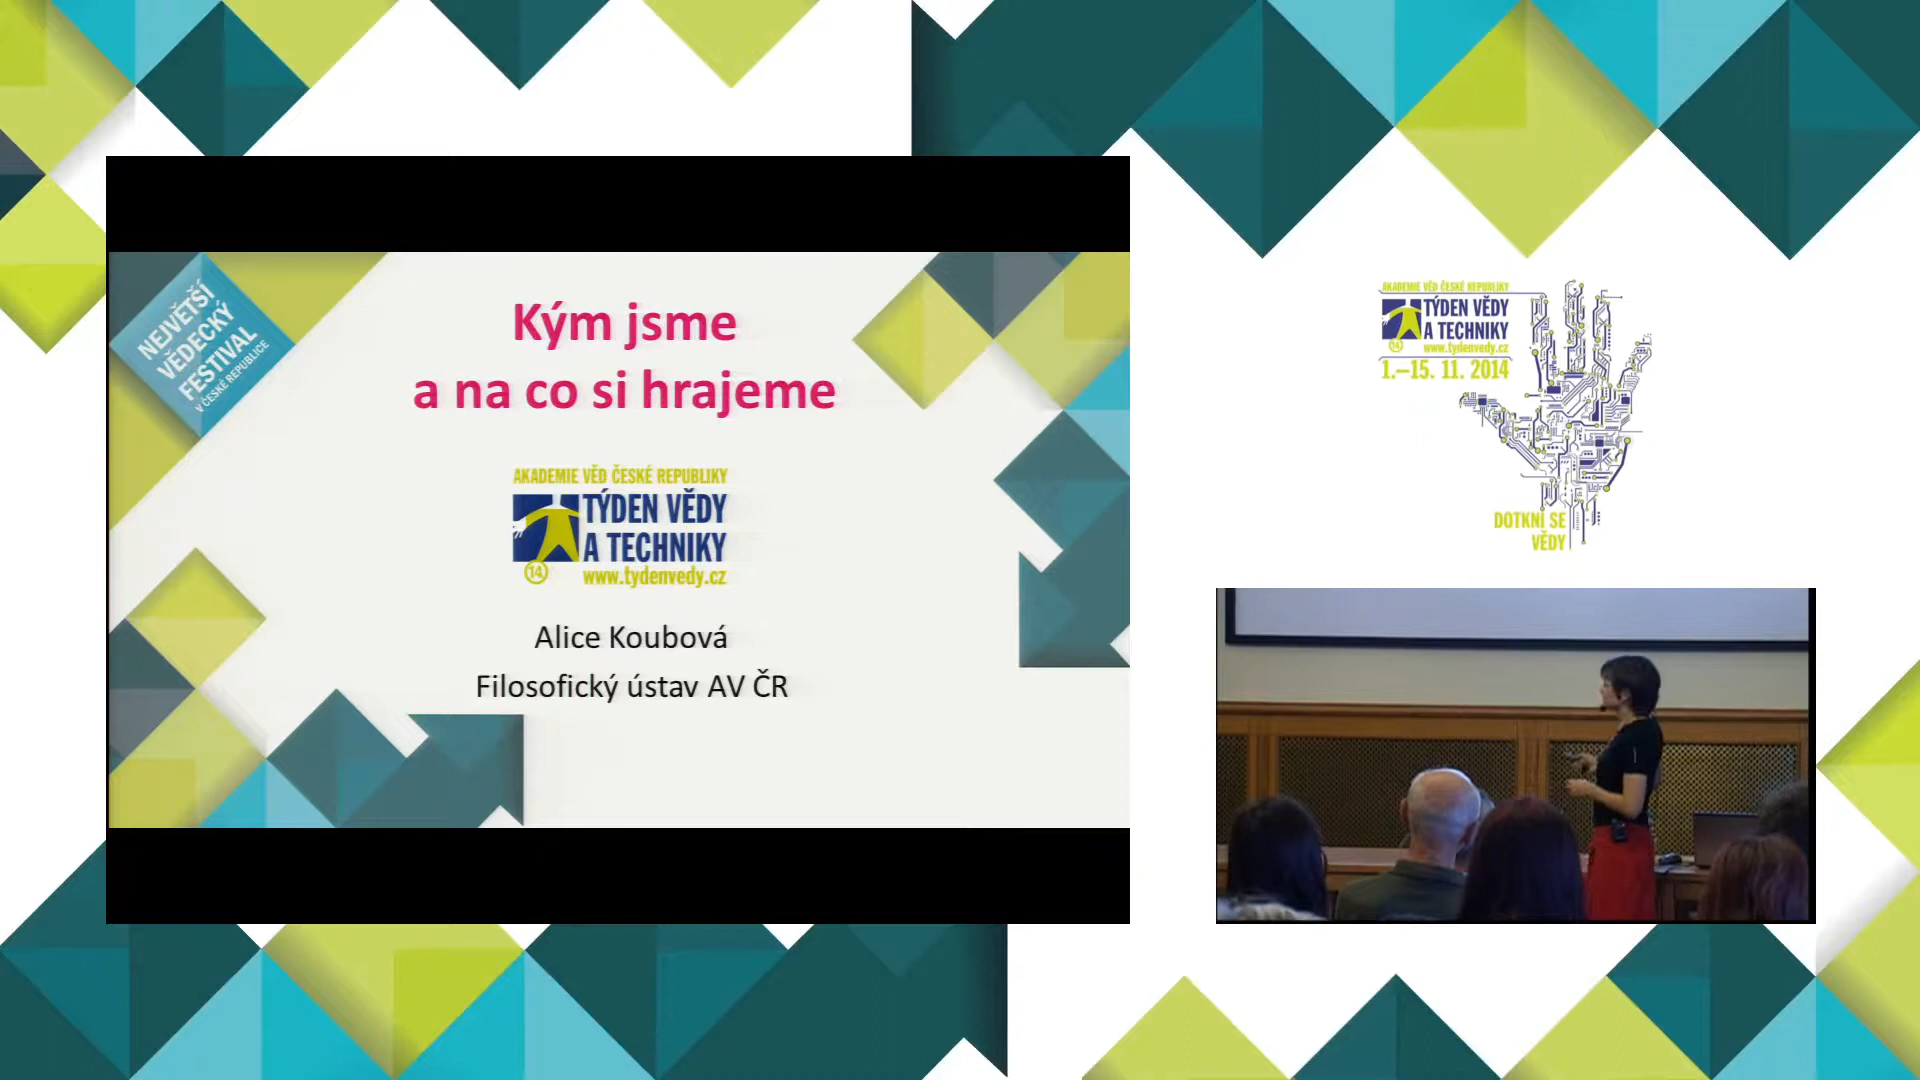 NEJVĚTŠÍ
VĚDECKÝ
FESTIVAL
V ČESKÉ REPUBLICE
Kým jsme
a na co si hrajeme
AKADEMIE VĚD ČESKÉ REPUBLIKY
TÝDEN VĚDY
A TECHNIKY
14.
www.tydenvedy.cz
Alice Koubová
Filosofický ústav AV ČR
AKADEMIE VĚD ČESKÉ REPUBLIKY
TÝDEN VĚDY
A TECHNIKY
14.
www.tydenvedy.cz
1.–15. 11. 2014
DOTKNI SE
VĚDY